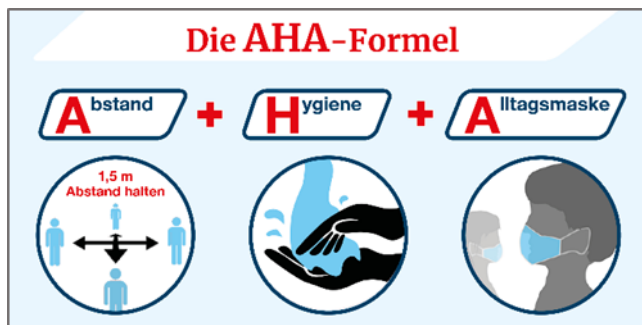 Die AHA-Formel
Abstand + Hygiene + Alltagsmaske
1,5 m
Abstand halten